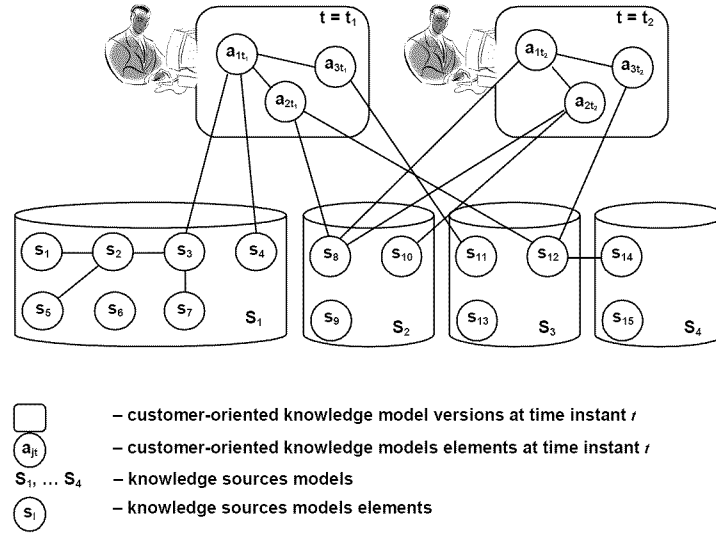 t = t1
t = t2
a1t1
a3t1
a2t1
a1t2
a3t2
a2t2
s1 s2 s3 s4 s8 s10 s11 s12 s14
s5 s6 s7 S1 s9 S2 s13 S3 s15 S4
– customer-oriented knowledge model versions at time instant t
ajt – customer-oriented knowledge models elements at time instant t
S1, ... S4 – knowledge sources models
si – knowledge sources models elements